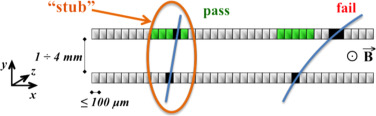 “stub”
pass
fail
1 ÷ 4 mm
B
y
z
x
≤ 100 μm